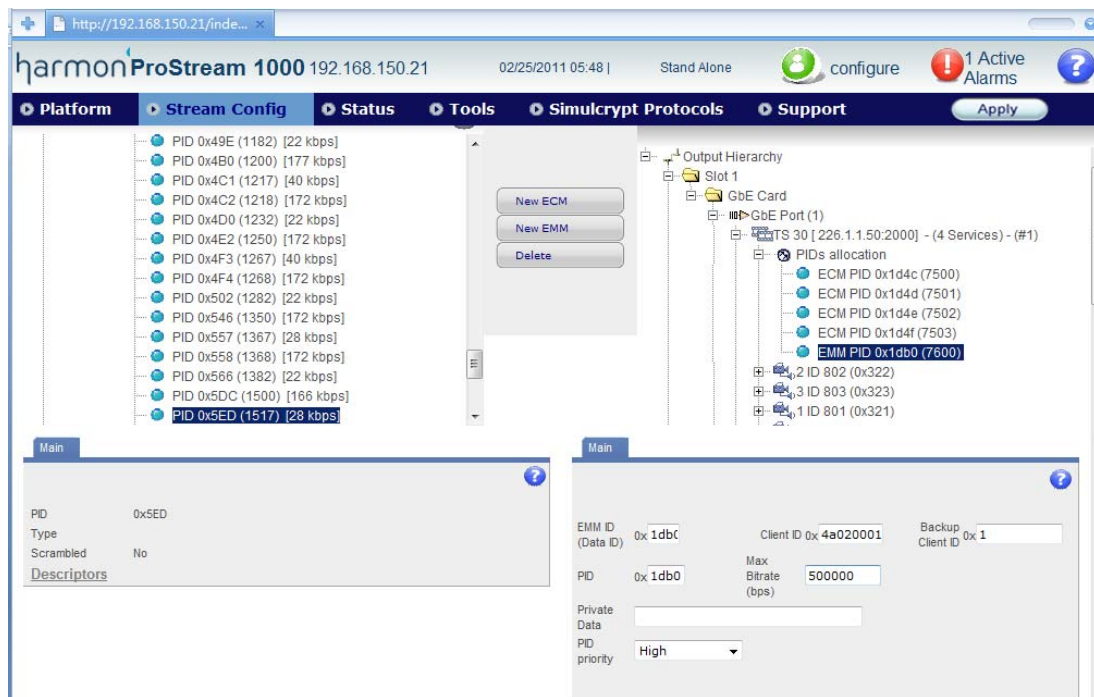 http://192.168.150.21/inde... ×
harmon ProStream 1000 192.168.150.21 02/25/2011 05:48 | Stand Alone configure 1 Active Alarms ?
Platform Stream Config Status Tools Simulcrypt Protocols Support Apply
PID 0x49E (1182) [22 kbps]
PID 0x4B0 (1200) [177 kbps]
PID 0x4C1 (1217) [40 kbps]
PID 0x4C2 (1218) [172 kbps]
PID 0x4D0 (1232) [22 kbps]
PID 0x4E2 (1250) [172 kbps]
PID 0x4F3 (1267) [40 kbps]
PID 0x4F4 (1268) [172 kbps]
PID 0x502 (1282) [22 kbps]
PID 0x546 (1350) [172 kbps]
PID 0x557 (1367) [28 kbps]
PID 0x558 (1368) [172 kbps]
PID 0x566 (1382) [22 kbps]
PID 0x5DC (1500) [166 kbps]
PID 0x5ED (1517) [28 kbps]
New ECM
New EMM
Delete
Output Hierarchy
Slot 1
GbE Card
GbE Port (1)
TS 30 [ 226.1.1.50:2000] - (4 Services) - (#1)
PIDs allocation
ECM PID 0x1d4c (7500)
ECM PID 0x1d4d (7501)
ECM PID 0x1d4e (7502)
ECM PID 0x1d4f (7503)
EMM PID 0x1db0 (7600)
2 ID 802 (0x322)
3 ID 803 (0x323)
1 ID 801 (0x321)
Main
?
PID 0x5ED
Type
Scrambled No
Descriptors
Main
?
EMM ID (Data ID) 0x 1db0 Client ID 0x 4a020001 Backup Client ID 0x 1
PID 0x 1db0 Max Bitrate (bps) 500000
Private Data
PID priority High